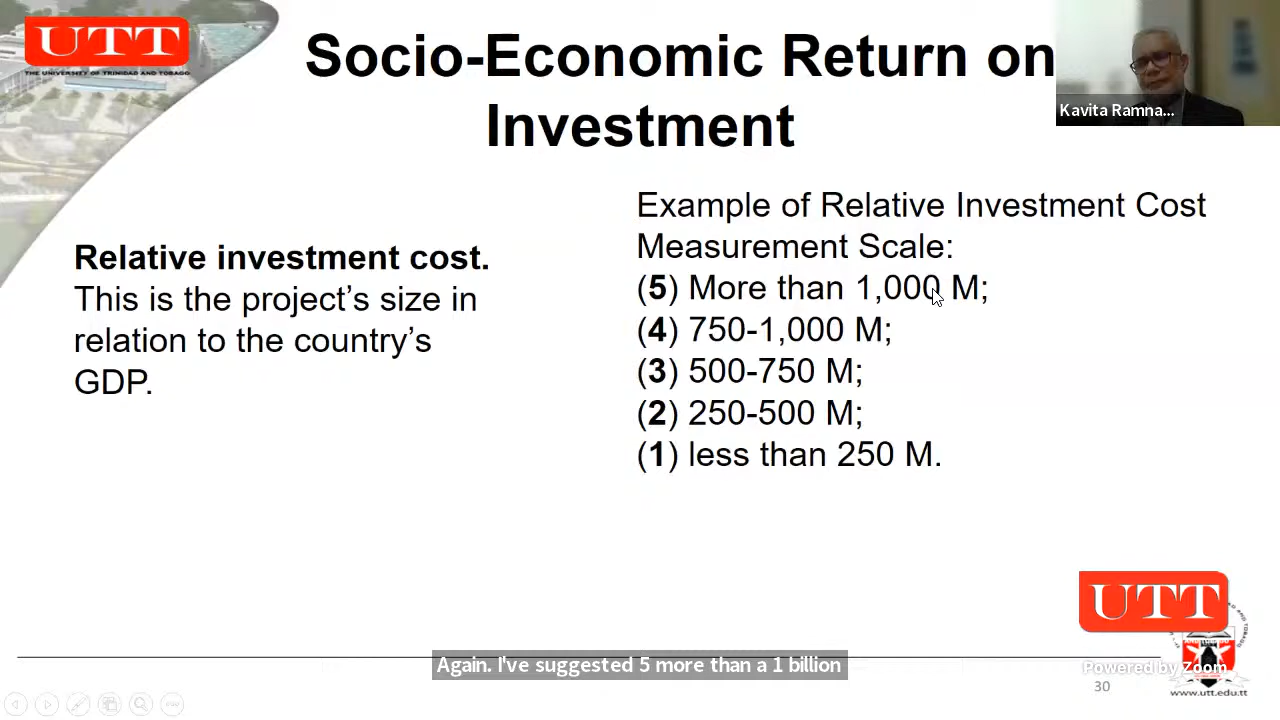 UTT
THE UNIVERSITY OF TRINIDAD AND TOBAGO
Socio-Economic Return on
Investment
Kavita Ramna...
Relative investment cost.
This is the project’s size in
relation to the country’s
GDP.
Example of Relative Investment Cost
Measurement Scale:
(5) More than 1,000 M;
(4) 750-1,000 M;
(3) 500-750 M;
(2) 250-500 M;
(1) less than 250 M.
UTT
Again. I've suggested 5 more than a 1 billion
Powered by Zoom
30
www.utt.edu.tt